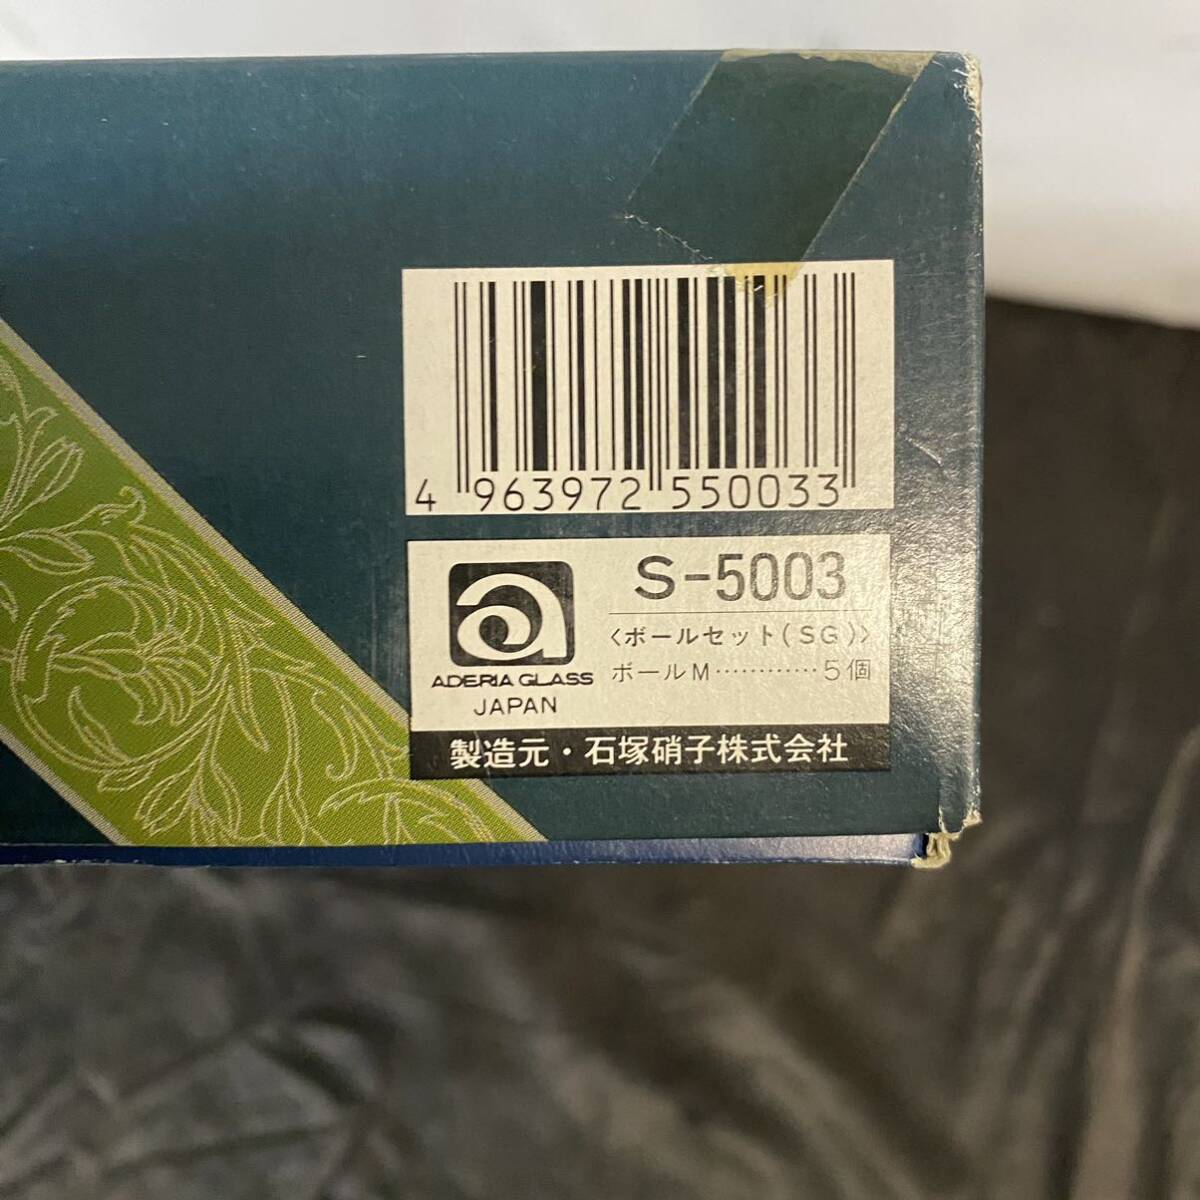 4 963972 550033
a
ADERIA GLASS
JAPAN
S-5003
〈ボールセット(SG)〉
ボールM…………5個
製造元・石塚硝子株式会社